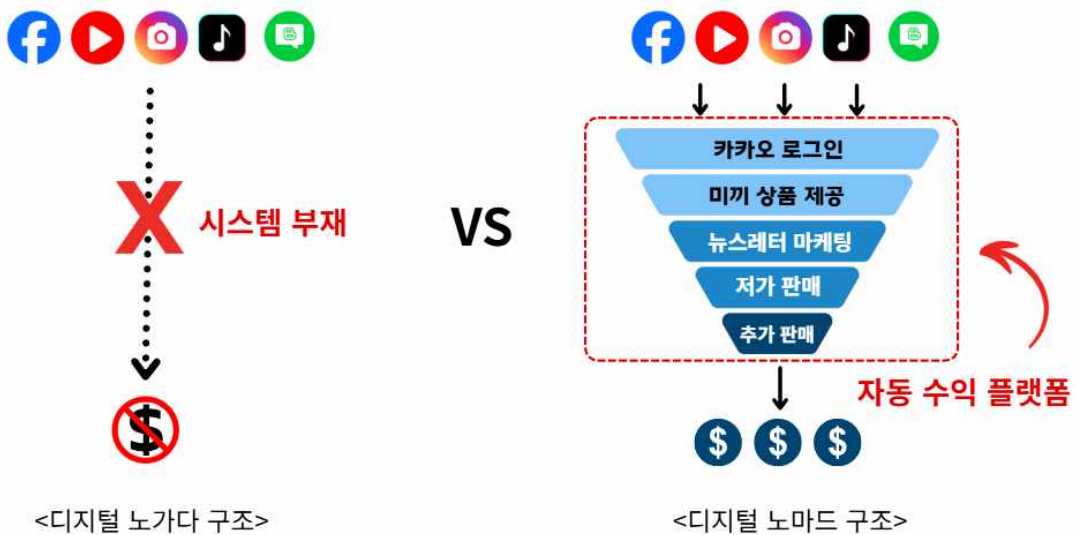 카카오 로그인
미끼 상품 제공
뉴스레터 마케팅
저가 판매
추가 판매
X
시스템 부재
VS
자동 수익 플랫폼
$
$ $ $
<디지털 노가다 구조>
<디지털 노마드 구조>